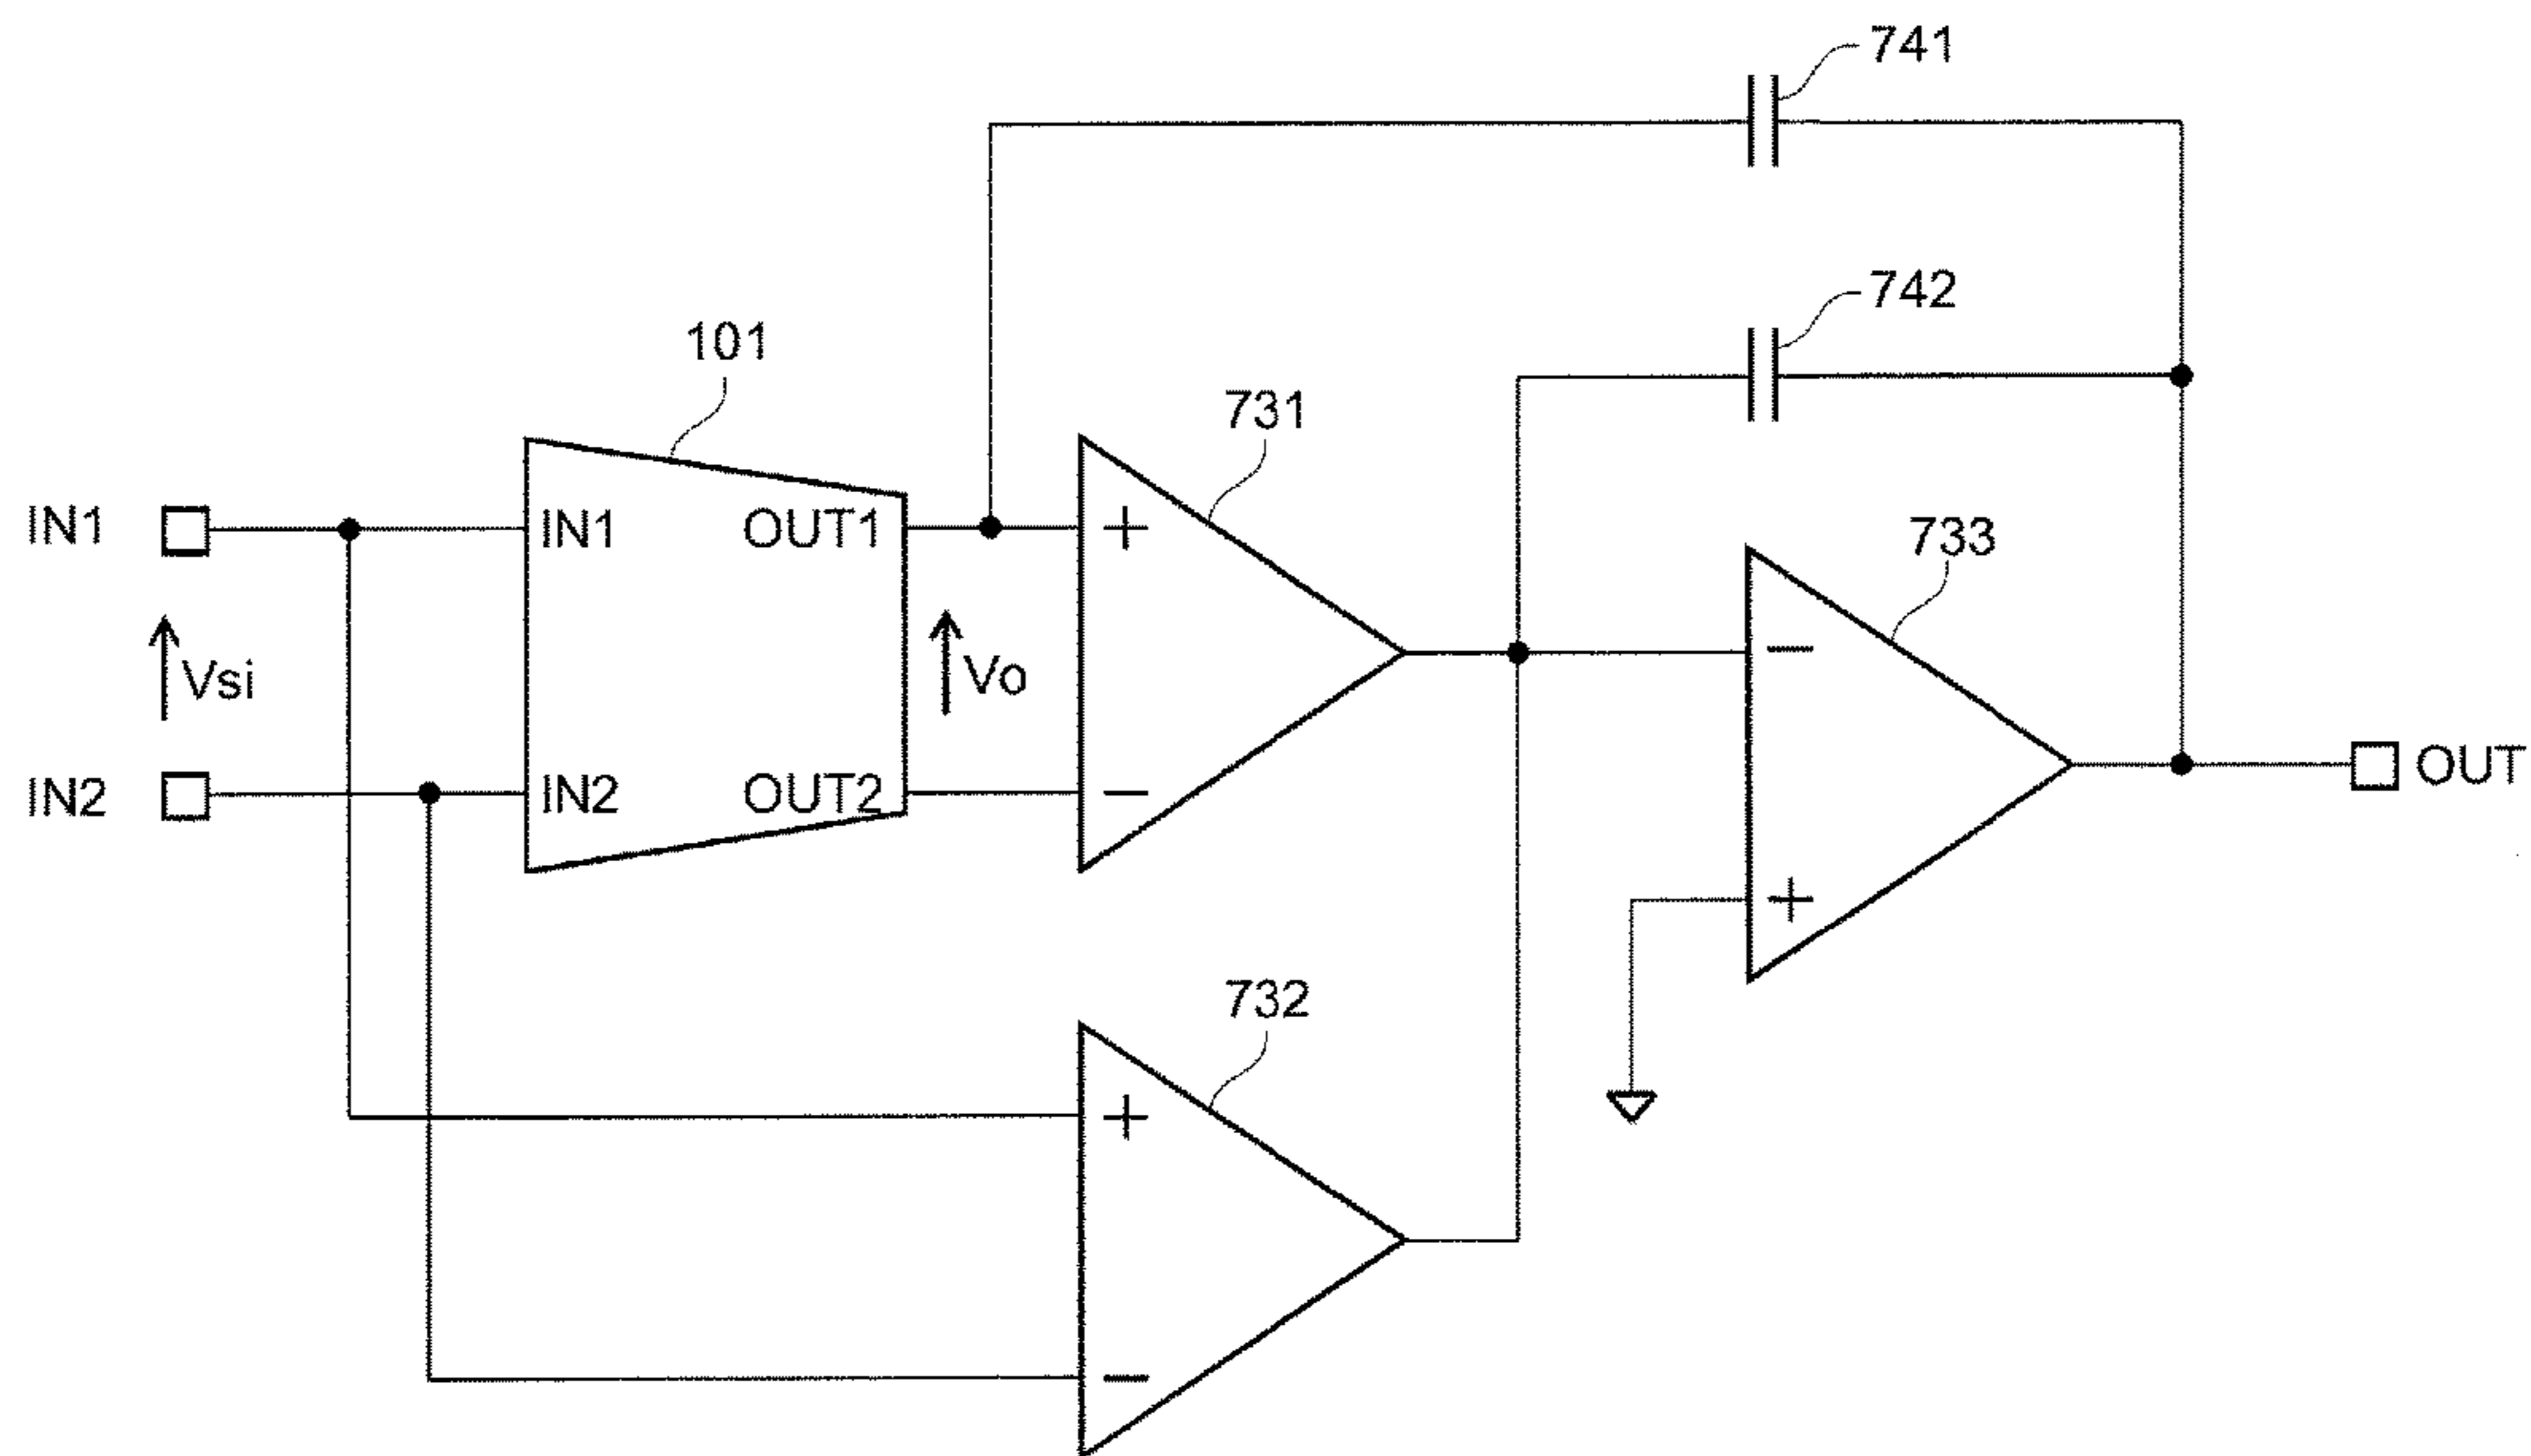 741
742
101
731
IN1
IN1
OUT1
+
733
Vsi
Vo
−
IN2
IN2
OUT2
−
OUT
+
732
+
−